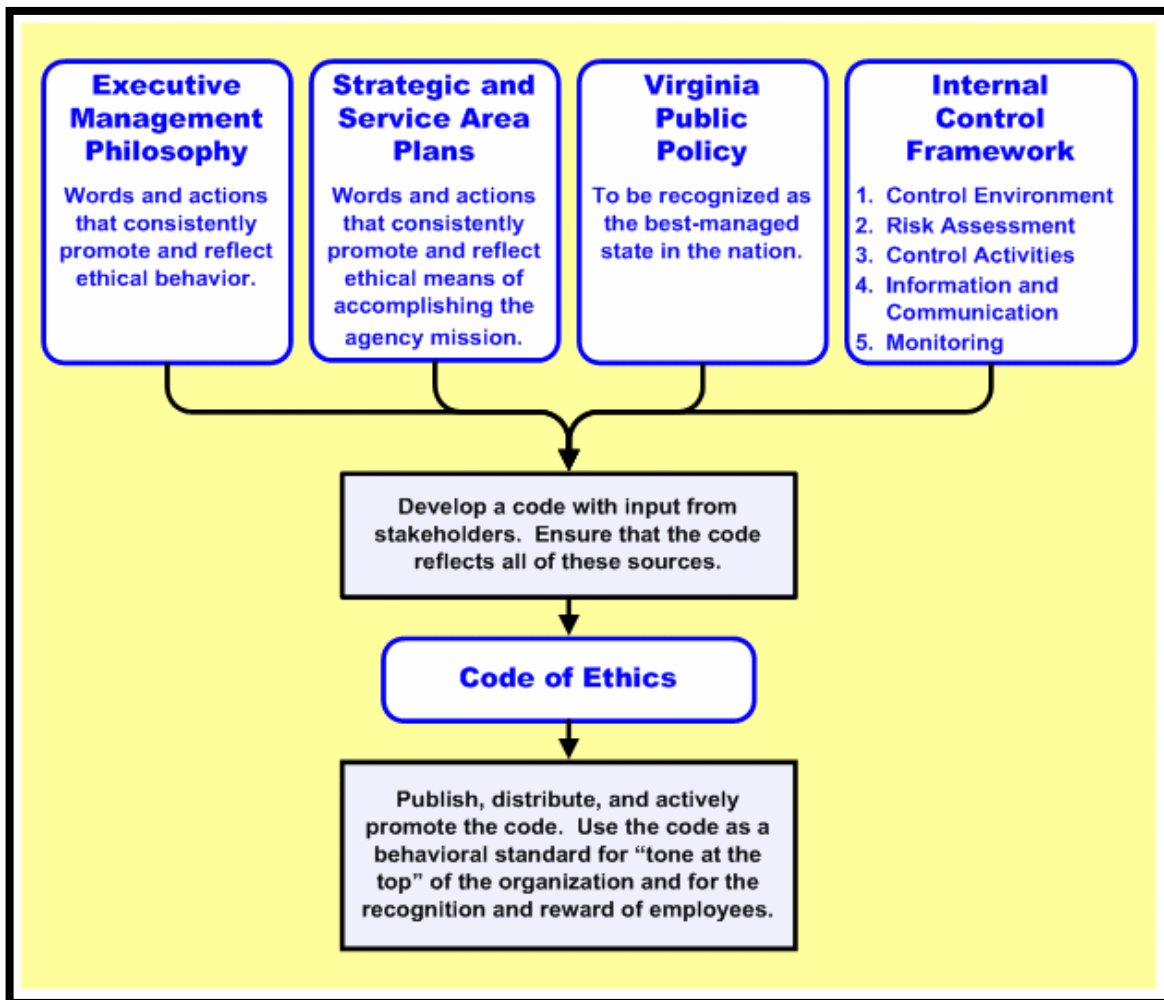 Executive
Management
Philosophy
Words and actions
that consistently
promote and reflect
ethical behavior.
Strategic and
Service Area
Plans
Words and actions
that consistently
promote and reflect
ethical means of
accomplishing the
agency mission.
Virginia
Public
Policy
To be recognized as
the best-managed
state in the nation.
Internal
Control
Framework
1. Control Environment
2. Risk Assessment
3. Control Activities
4. Information and
Communication
5. Monitoring
Develop a code with input from
stakeholders. Ensure that the code
reflects all of these sources.
Code of Ethics
Publish, distribute, and actively
promote the code. Use the code as a
behavioral standard for “tone at the
top” of the organization and for the
recognition and reward of employees.